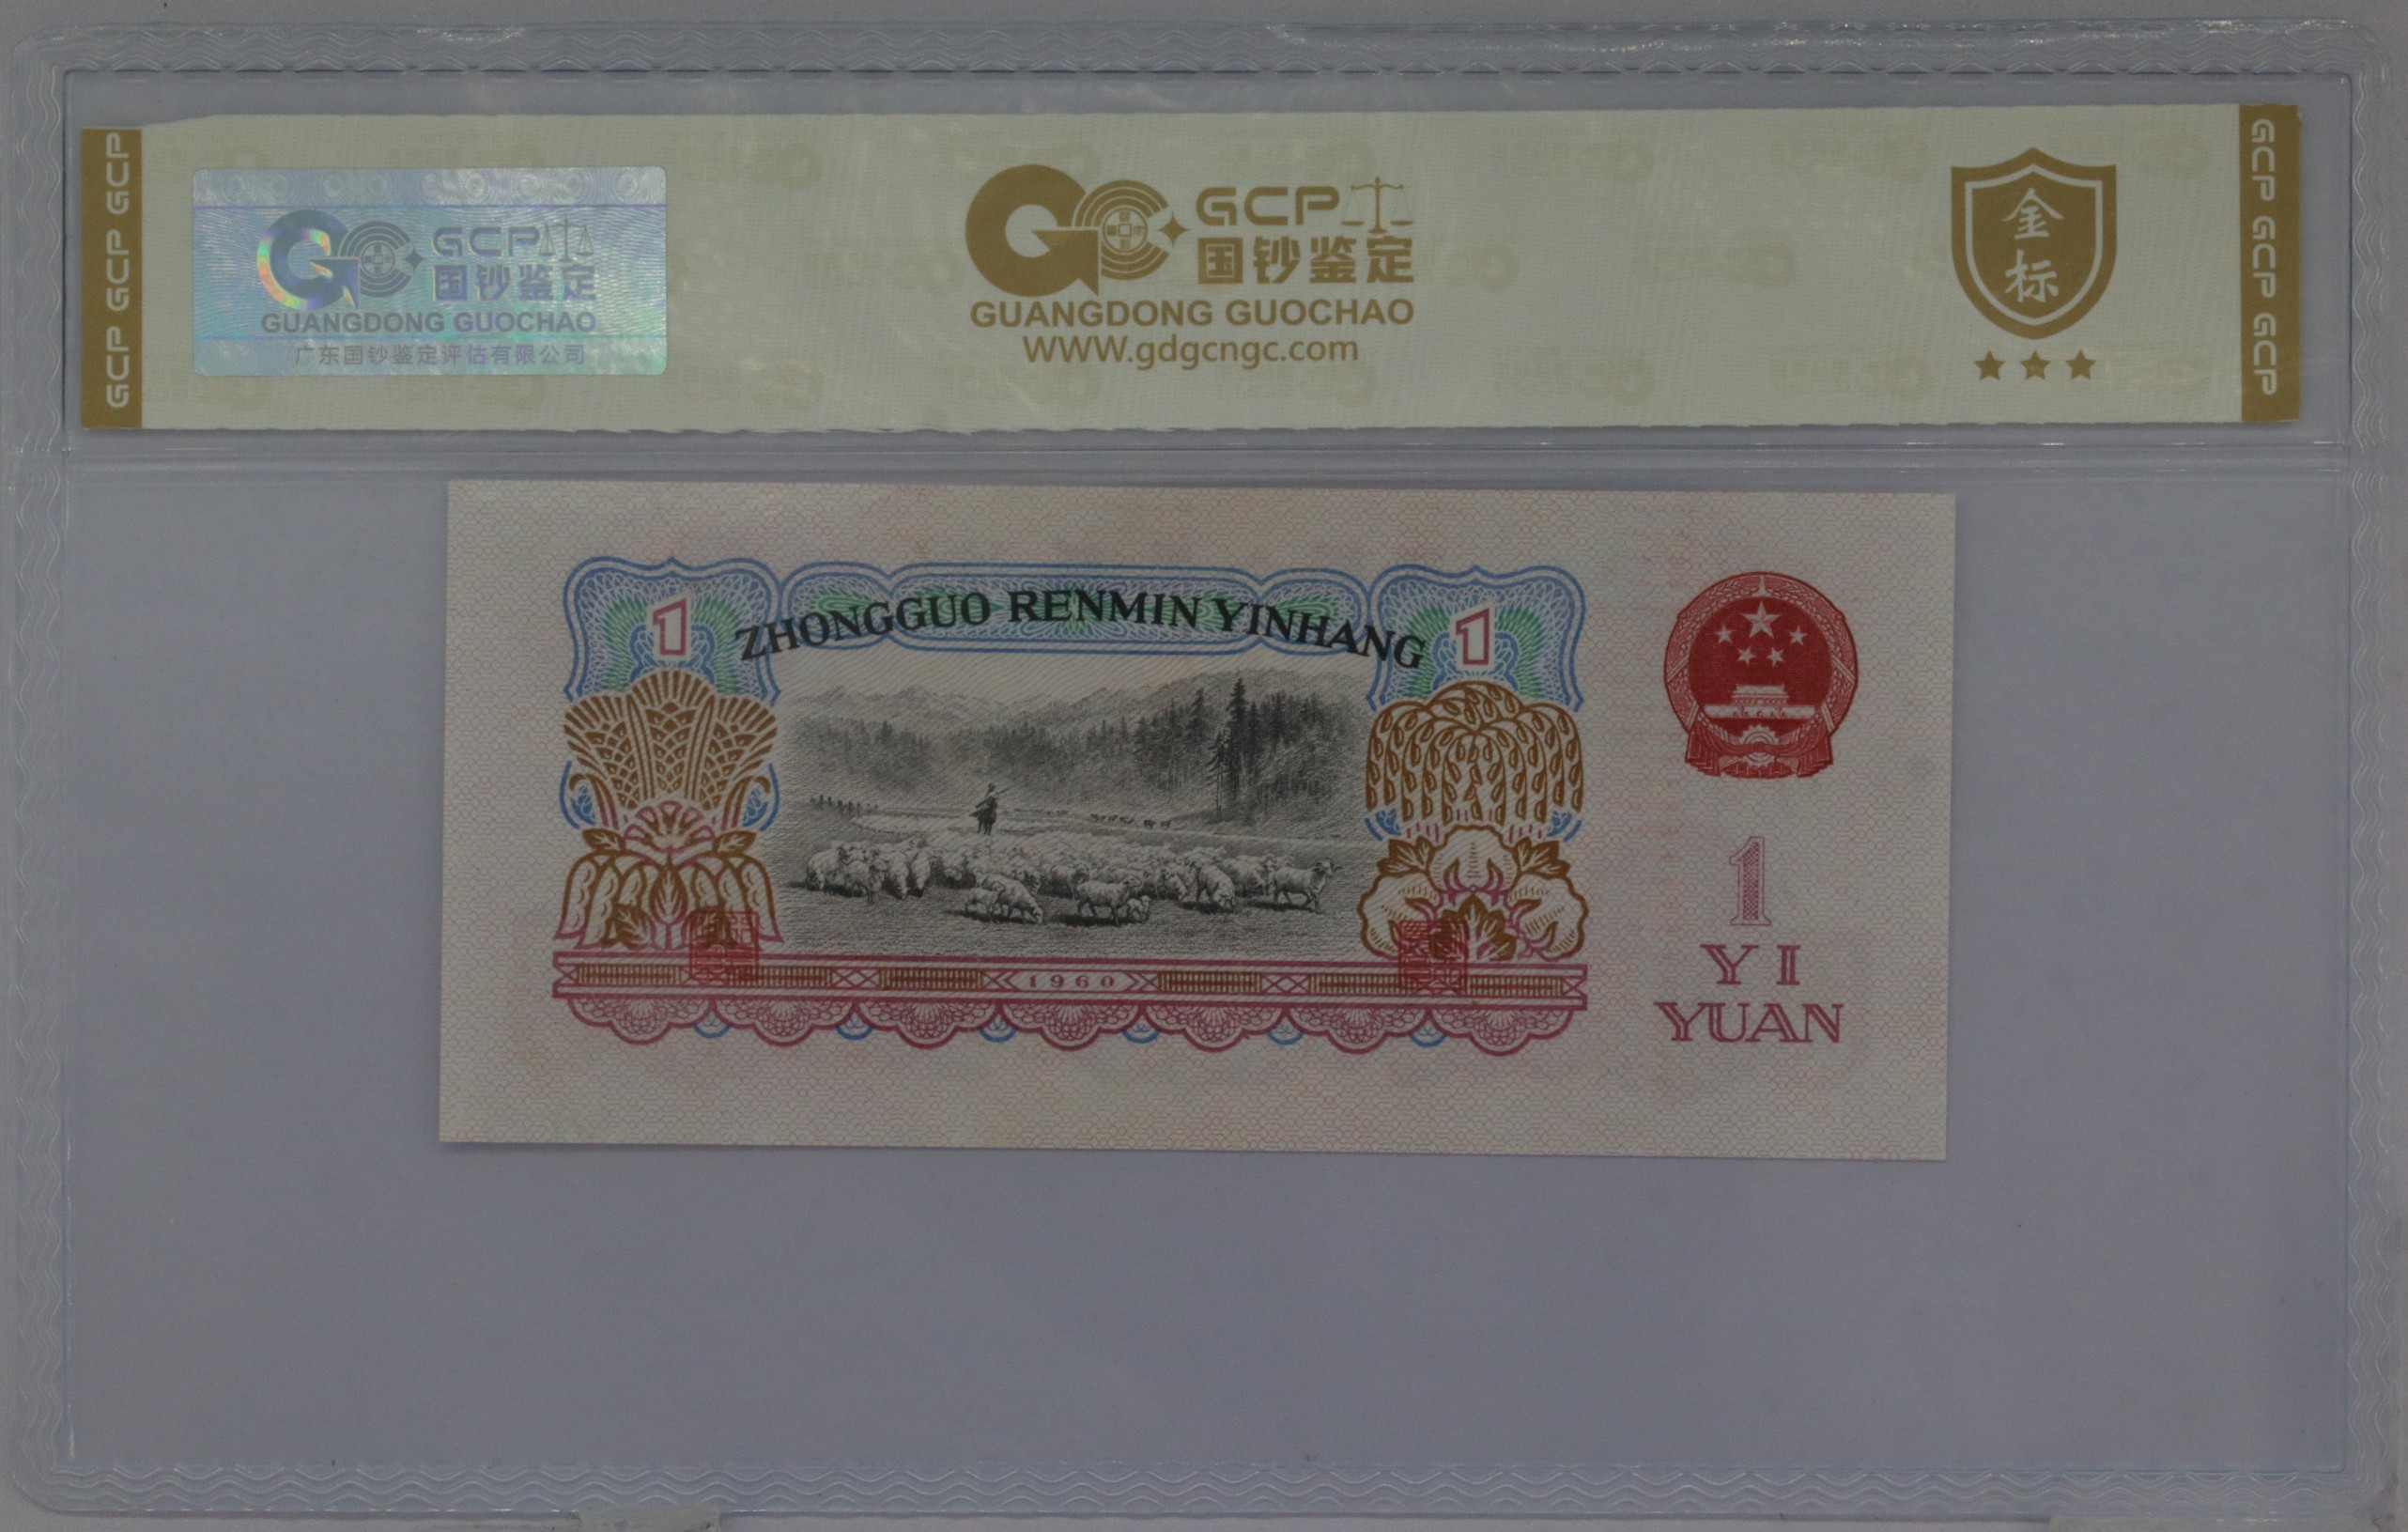 GCP GCP GCP
GCP
国钞鉴定
GUANGDONG GUOCHAO
广东国钞鉴定评估有限公司
GCP
国钞鉴定
GUANGDONG GUOCHAO
WWW.gdgcngc.com
金
标
GCP GCP GCP
1
ZHONGGUO RENMIN YINHANG
1
1960
1
YI
YUAN